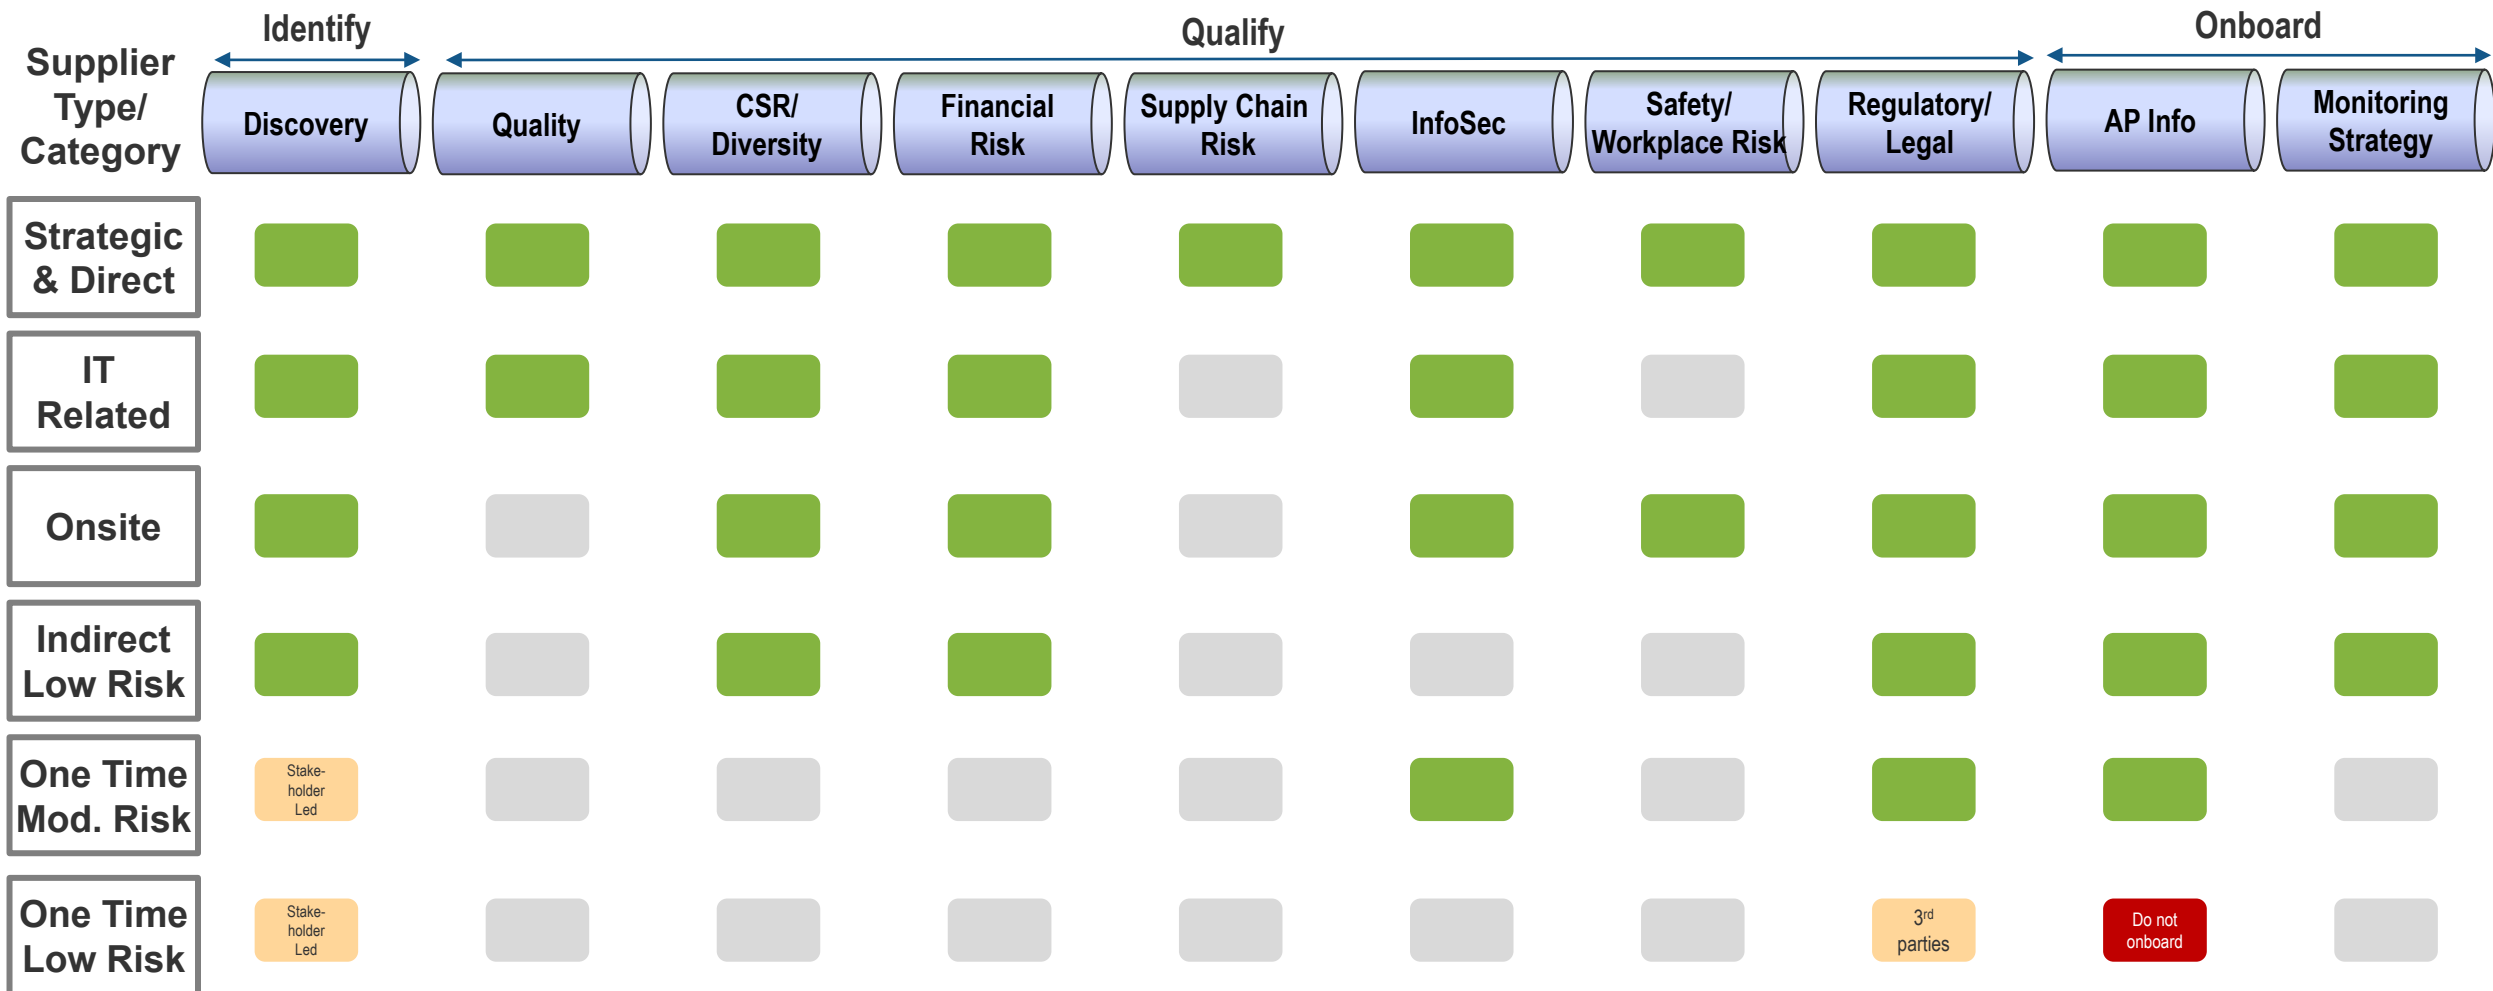 Identify
Qualify
Onboard
Supplier
Type/
Category
Discovery
Quality
CSR/
Diversity
Financial
Risk
Supply Chain
Risk
InfoSec
Safety/
Workplace Risk
Regulatory/
Legal
AP Info
Monitoring
Strategy
Strategic
& Direct
IT
Related
Onsite
Indirect
Low Risk
One Time
Mod. Risk
Stake-
holder
Led
One Time
Low Risk
Stake-
holder
Led
3rd
parties
Do not
onboard